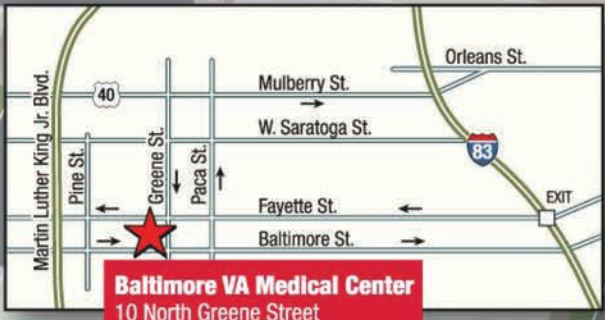 Orleans St.
Mulberry St.
40
W. Saratoga St.
83
Martin Luther King Jr. Blvd.
Pine St.
Greene St.
Paca St.
Fayette St.
EXIT
Baltimore St.
Baltimore VA Medical Center
10 North Greene Street